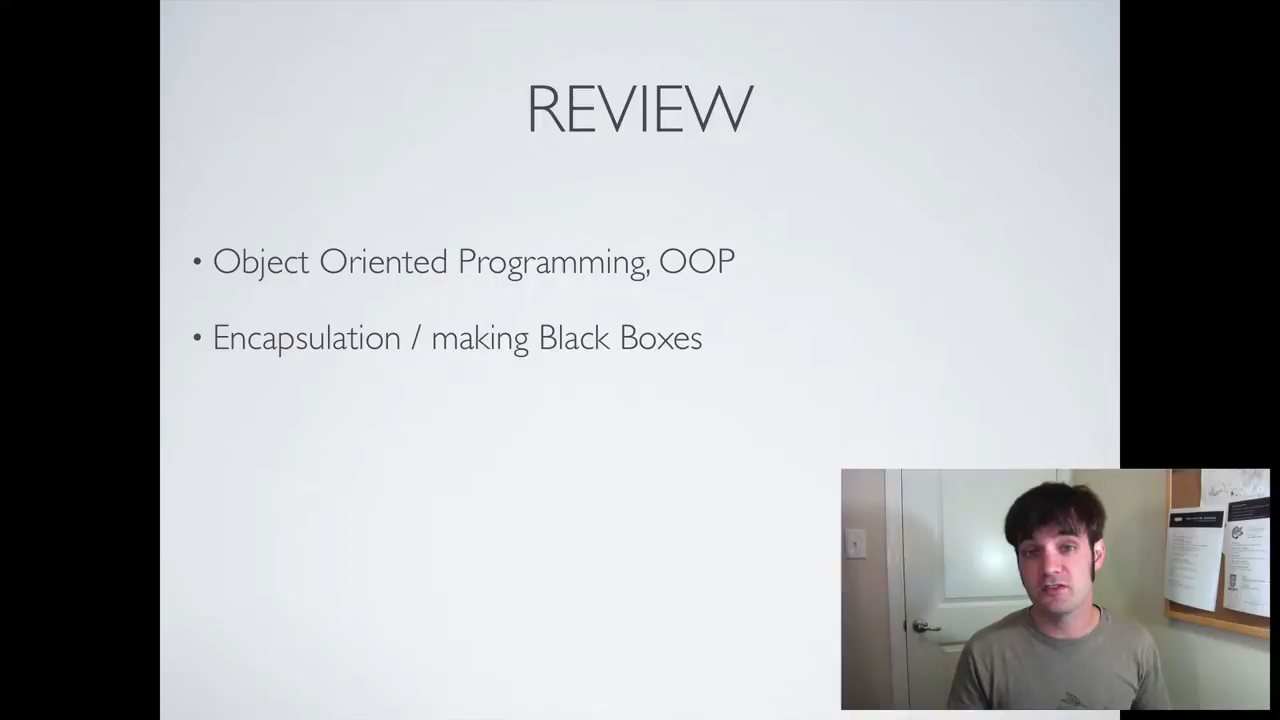 REVIEW
• Object Oriented Programming, OOP
• Encapsulation / making Black Boxes